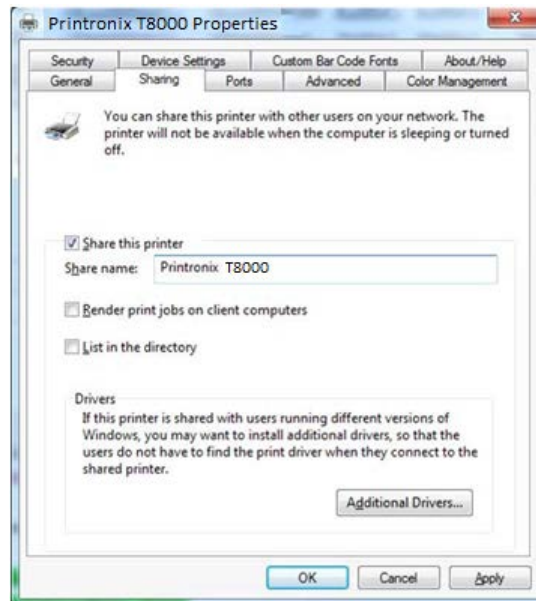 Printronix T8000 Properties
Security Device Settings Custom Bar Code Fonts About/Help
General Sharing Ports Advanced Color Management
You can share this printer with other users on your network. The
printer will not be available when the computer is sleeping or turned
off.
Share this printer
Share name: Printronix T8000
Render print jobs on client computers
List in the directory
Drivers
If this printer is shared with users running different versions of
Windows, you may want to install additional drivers, so that the
users do not have to find the print driver when they connect to the
shared printer.
Additional Drivers...
OK Cancel Apply